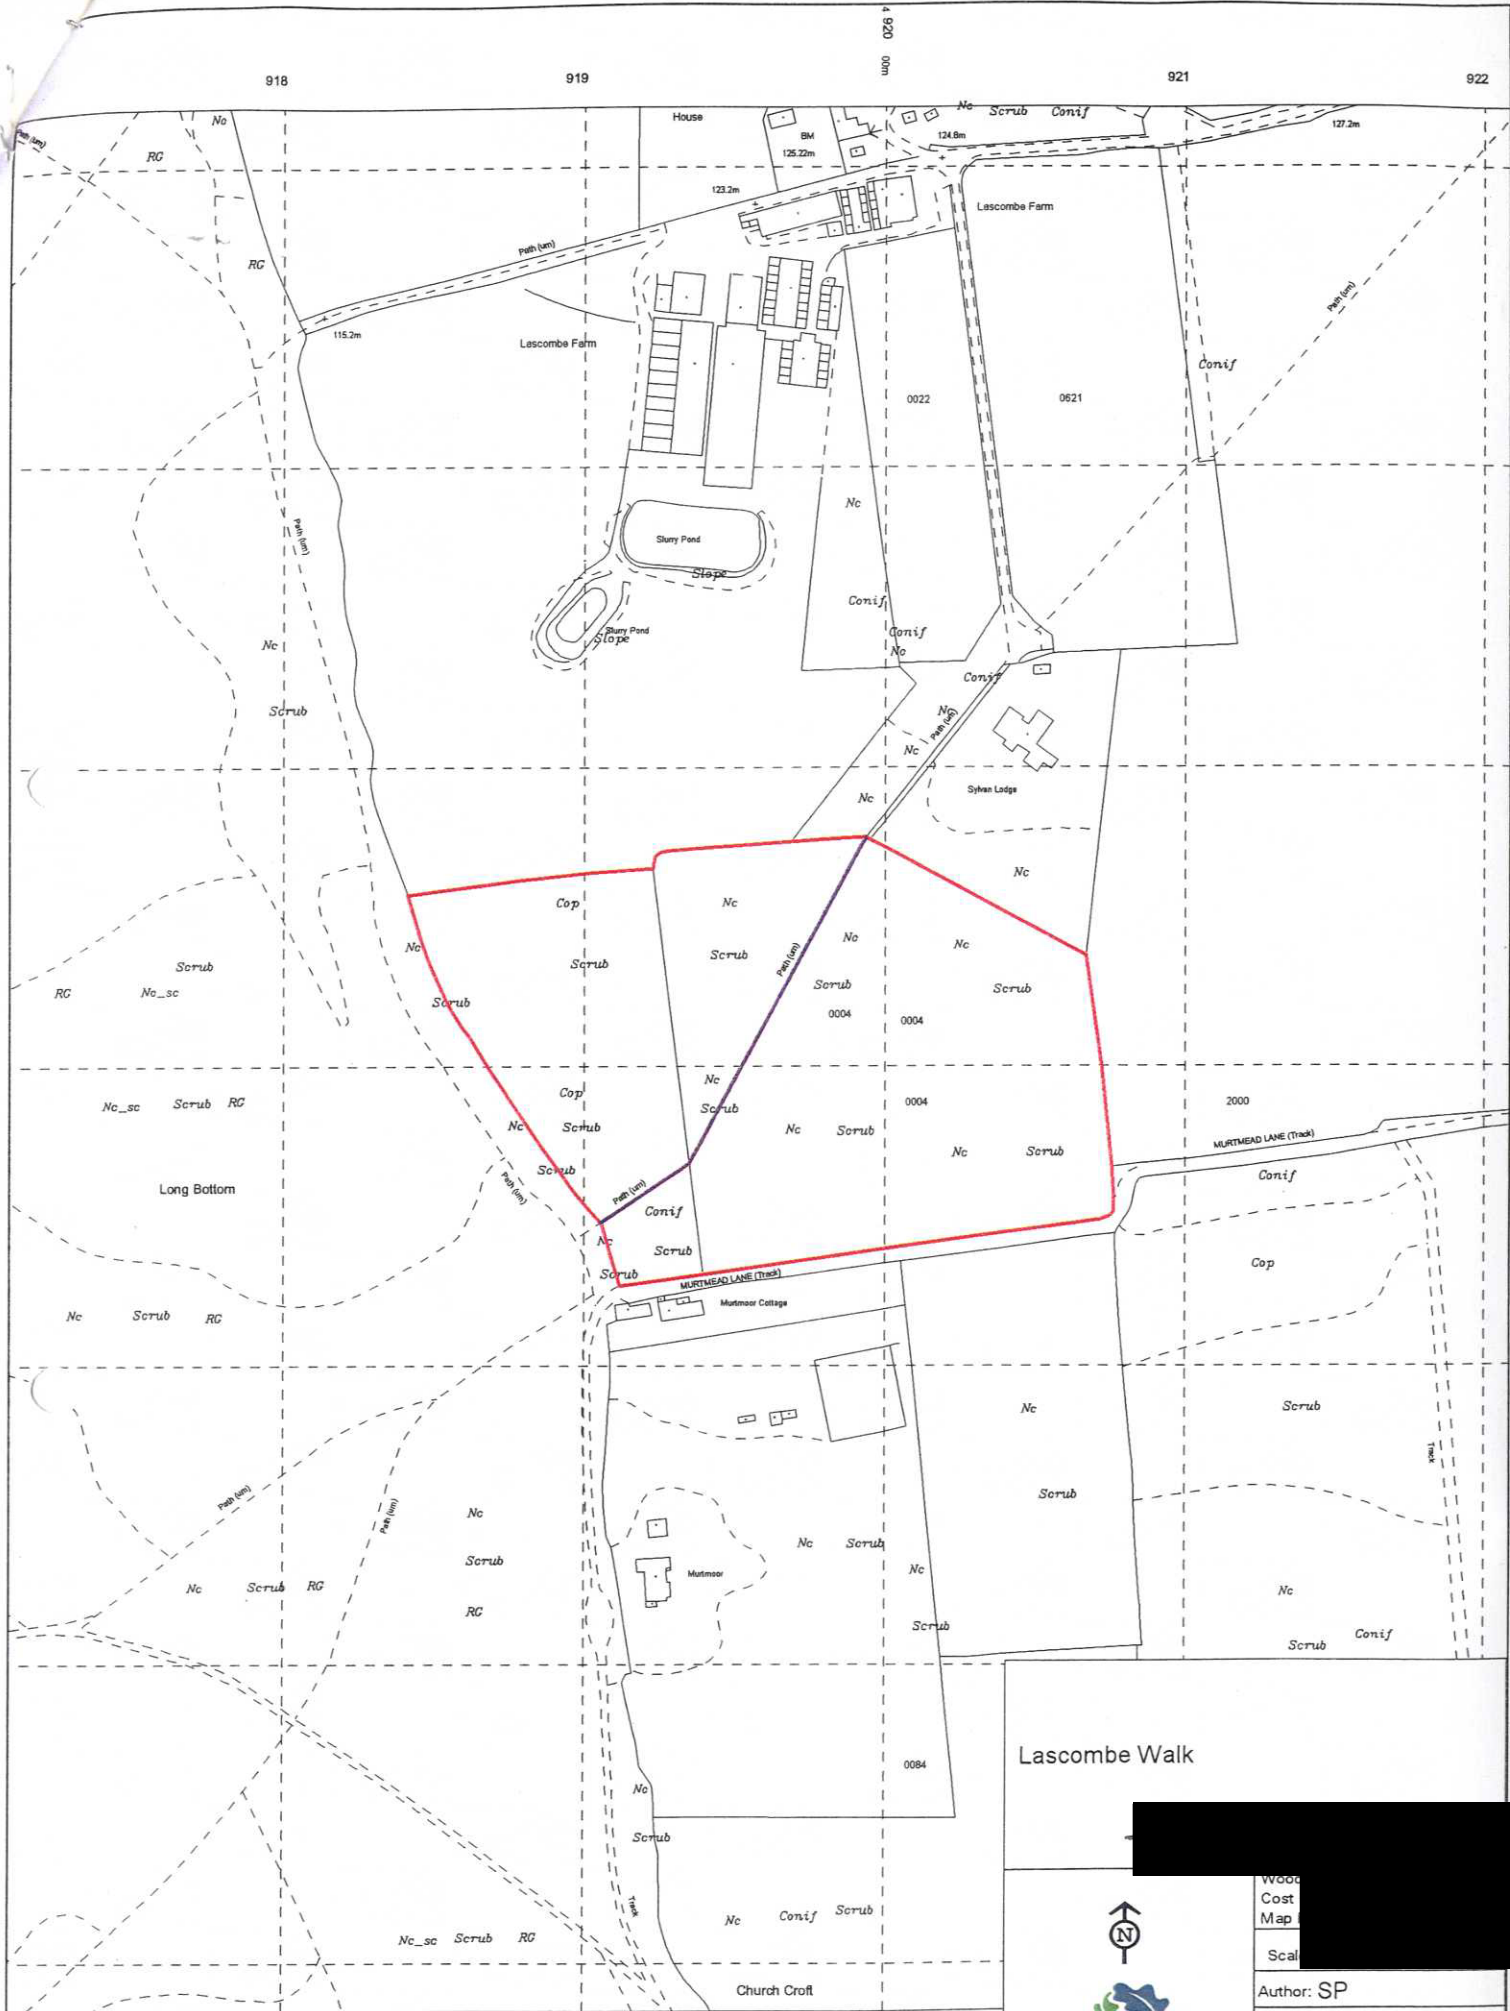 4 920 00m
918
919
921
922
Nc
House
Nc
Scrub
Conif
127.2m
Path (um)
RG
BM
125.22m
124.8m
123.2m
Lascombe Farm
Path (um)
RG
Path (um)
115.2m
Lascombe Farm
Conif
0022
0621
Nc
Path (um)
Slurry Pond
Slope
Conif
Slurry Pond
Slope
Conif
Nc
Nc
Conif
Scrub
Nc
Path (um)
Nc
Sylvan Lodge
Nc
Nc
Cop
Nc
Nc
Nc
Nc
Scrub
Scrub
Path (um)
Scrub
Scrub
Scrub
RG
Nc_sc
Scrub
0004
0004
Nc
Cop
Nc_sc
Scrub
RG
Scrub
0004
2000
Nc
Scrub
Nc
Scrub
MURTMEAD LANE (Track)
Nc
Scrub
Scrub
Conif
Long Bottom
Path (um)
Path (um)
Conif
Nc
Scrub
Cop
Scrub
MURTMEAD LANE (Track)
Murtmoor Cottage
Nc
Scrub
RG
Nc
Scrub
Track
Path (um)
Path (um)
Scrub
Nc
Nc
Scrub
Scrub
Nc
Murtmoor
Nc
Scrub
RG
Nc
RG
Scrub
Conif
Scrub
Lascombe Walk
0084
Nc
Scrub
Cost
Map
Track
Nc
Conif
Scrub
Nc_sc
Scrub
RG
N
Church Croft
Author: SP